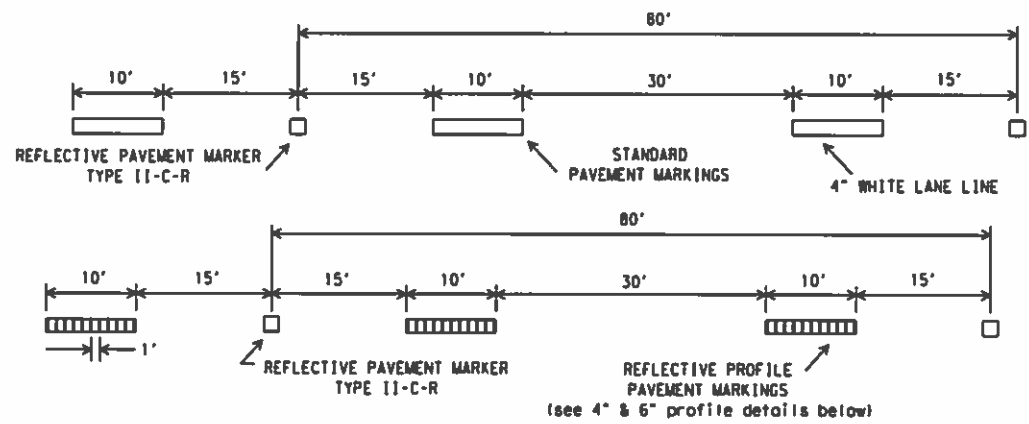 80'
10' 15' 15' 10' 30' 10' 15'
REFLECTIVE PAVEMENT MARKER
TYPE II-C-R
STANDARD
PAVEMENT MARKINGS
4" WHITE LANE LINE
80'
10' 15' 15' 10' 30' 10' 15'
1'
REFLECTIVE PAVEMENT MARKER
TYPE II-C-R
REFLECTIVE PROFILE
PAVEMENT MARKINGS
(see 4" & 6" profile details below)